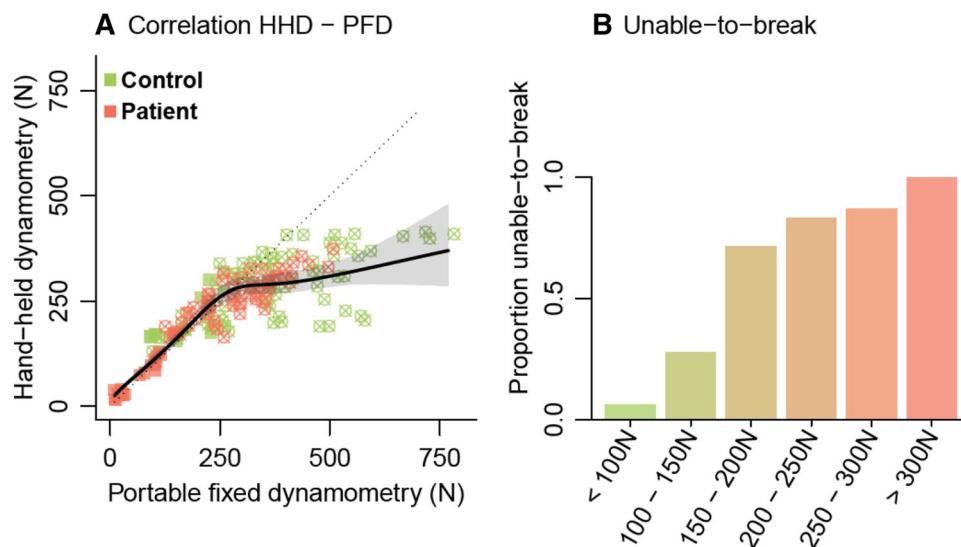 A Correlation HHD − PFD
Control
Patient
Hand−held dynamometry (N)
750
500
250
0
0 250 500 750
Portable fixed dynamometry (N)
B Unable−to−break
Proportion unable−to−break
1.0
0.5
0.0
< 100N
100 − 150N
150 − 200N
200 − 250N
250 − 300N
> 300N